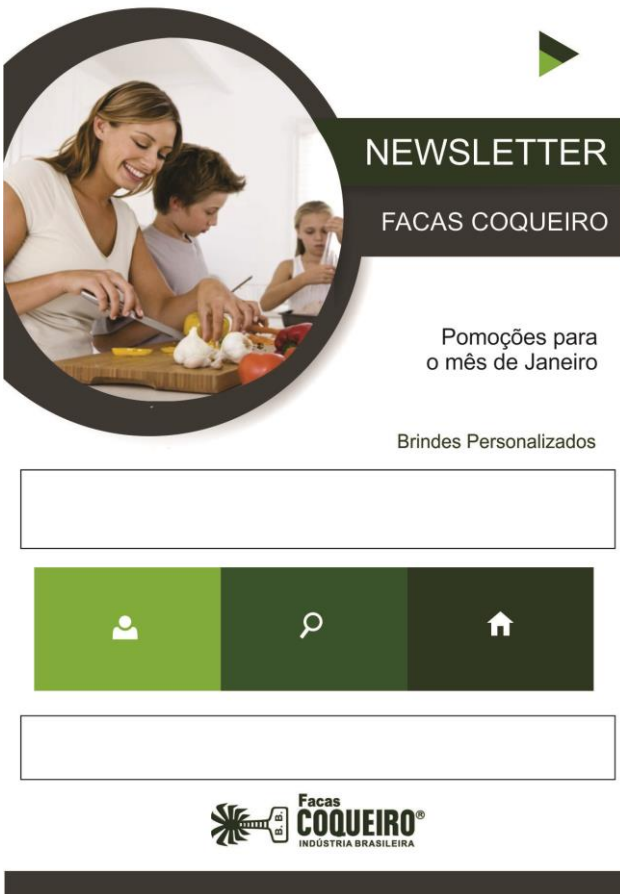 NEWSLETTER
FACAS COQUEIRO
Pomoções para
o mês de Janeiro
Brindes Personalizados
B. B.
Facas
COQUEIRO®
INDÚSTRIA BRASILEIRA